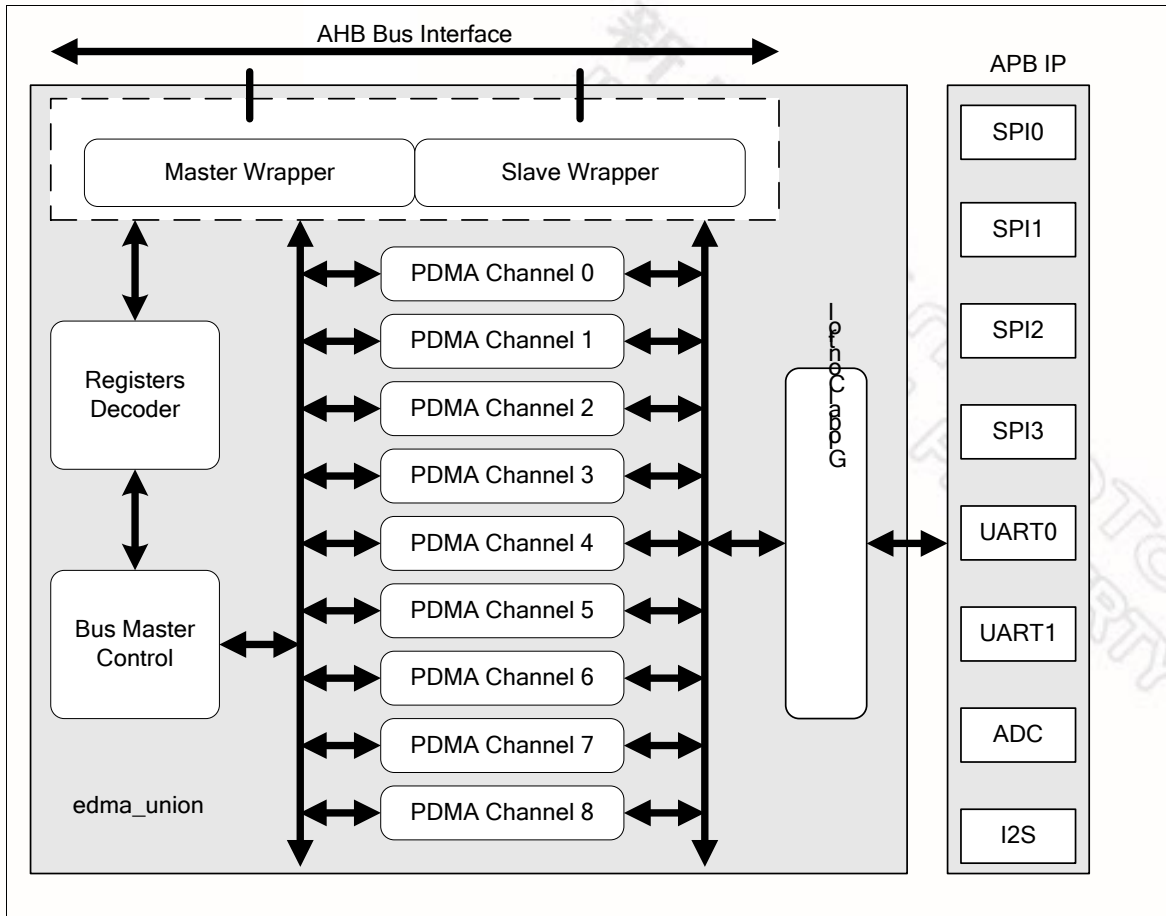 AHB Bus Interface
APB IP
Master Wrapper
Slave Wrapper
Registers
Decoder
Bus Master
Control
edma_union
PDMA Channel 0
PDMA Channel 1
PDMA Channel 2
PDMA Channel 3
PDMA Channel 4
PDMA Channel 5
PDMA Channel 6
PDMA Channel 7
PDMA Channel 8
Global Control
SPI0
SPI1
SPI2
SPI3
UART0
UART1
ADC
I2S